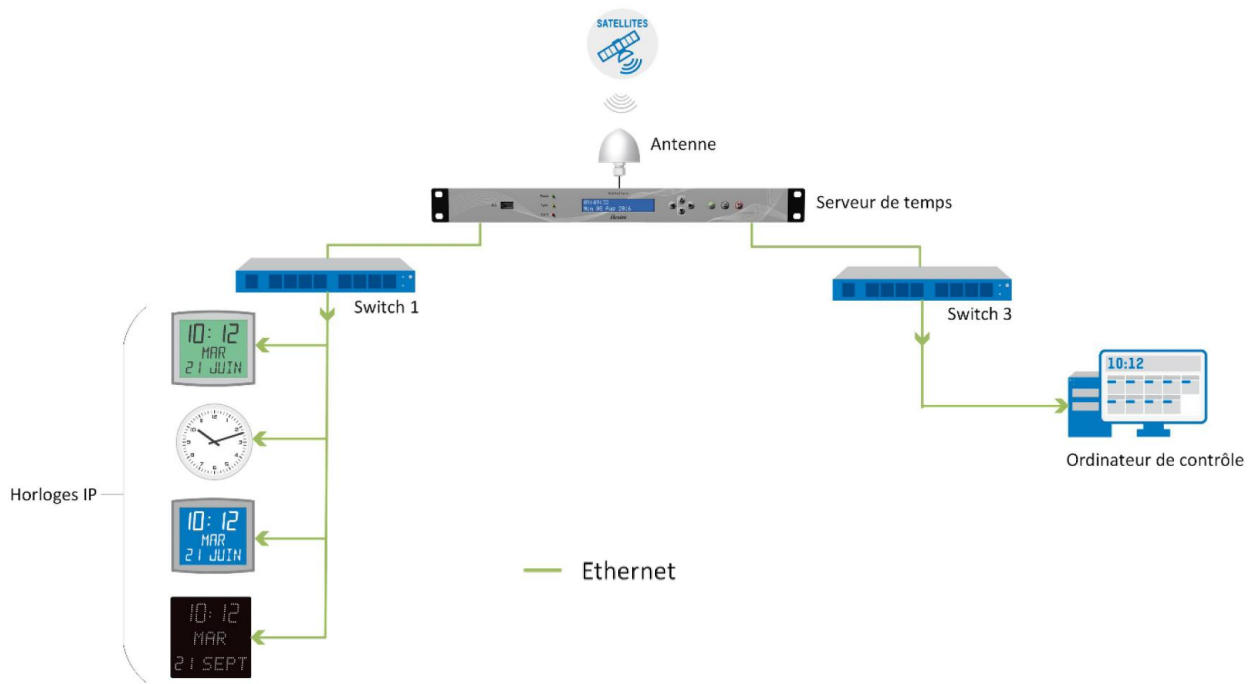 SATELLITES
Antenne
Serveur de temps
Switch 1
Switch 3
10:12
MAR
21 JUIN
10:12
Ordinateur de contrôle
Horloges IP
10:12
MAR
21 JUIN
Ethernet
10:12
MAR
21 SEPT